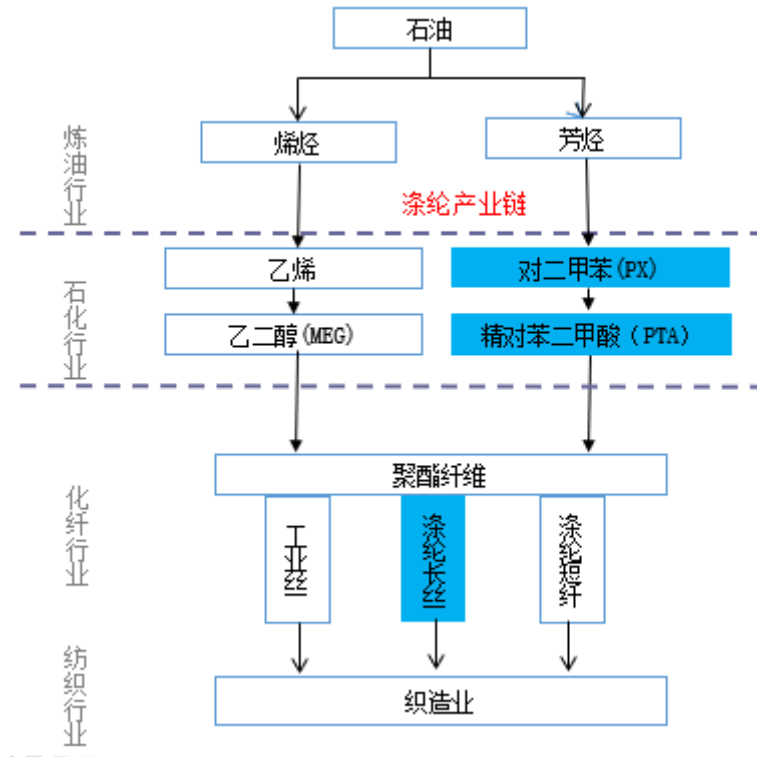 石油
烯烃
芳烃
炼油行业
涤纶产业链
乙烯
对二甲苯(PX)
石化行业
乙二醇(MEG)
精对苯二甲酸（PTA）
聚酯纤维
化纤行业
工业丝
涤纶长丝
涤纶短纤
纺织行业
织造业